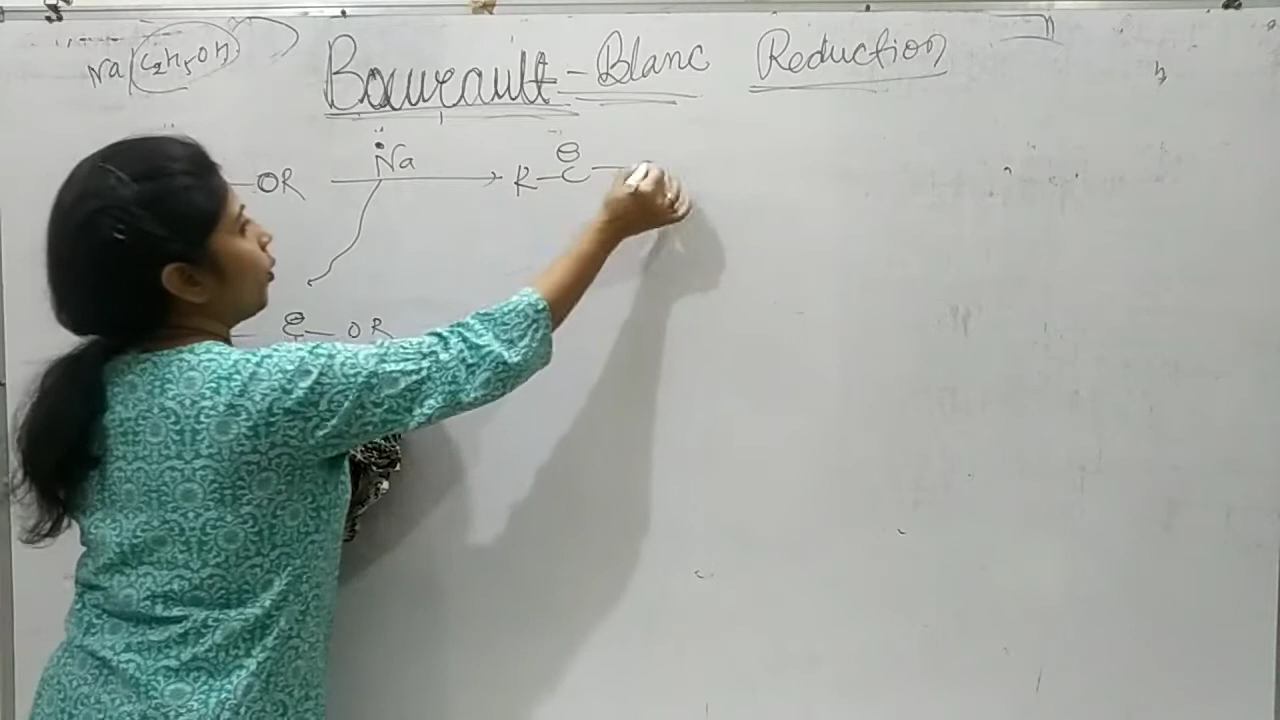 Na/C₂H₅OH
Bouveault-Blanc Reduction
—OR Na → R—C⊖—
—C⊖—OR